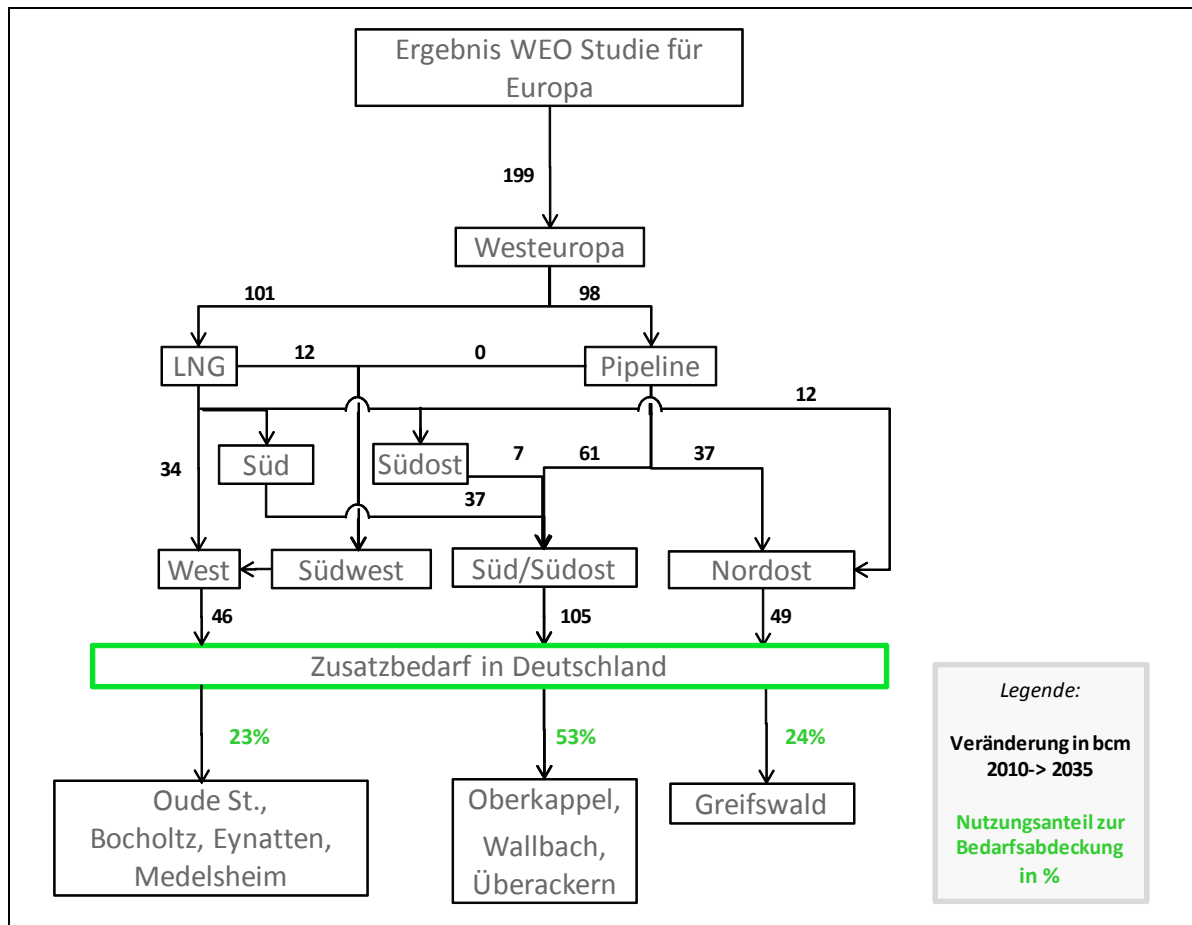 Ergebnis WEO Studie für
Europa
199
Westeuropa
101
98
LNG
12
0
Pipeline
12
34
Süd
Südost
7
61
37
37
West
Südwest
Süd/Südost
Nordost
46
105
49
Zusatzbedarf in Deutschland
23%
53%
24%
Oude St.,
Bocholtz, Eynatten,
Medelsheim
Oberkappel,
Wallbach,
Überackern
Greifswald
Legende:
Veränderung in bcm
2010-> 2035
Nutzungsanteil zur
Bedarfsabdeckung
in %